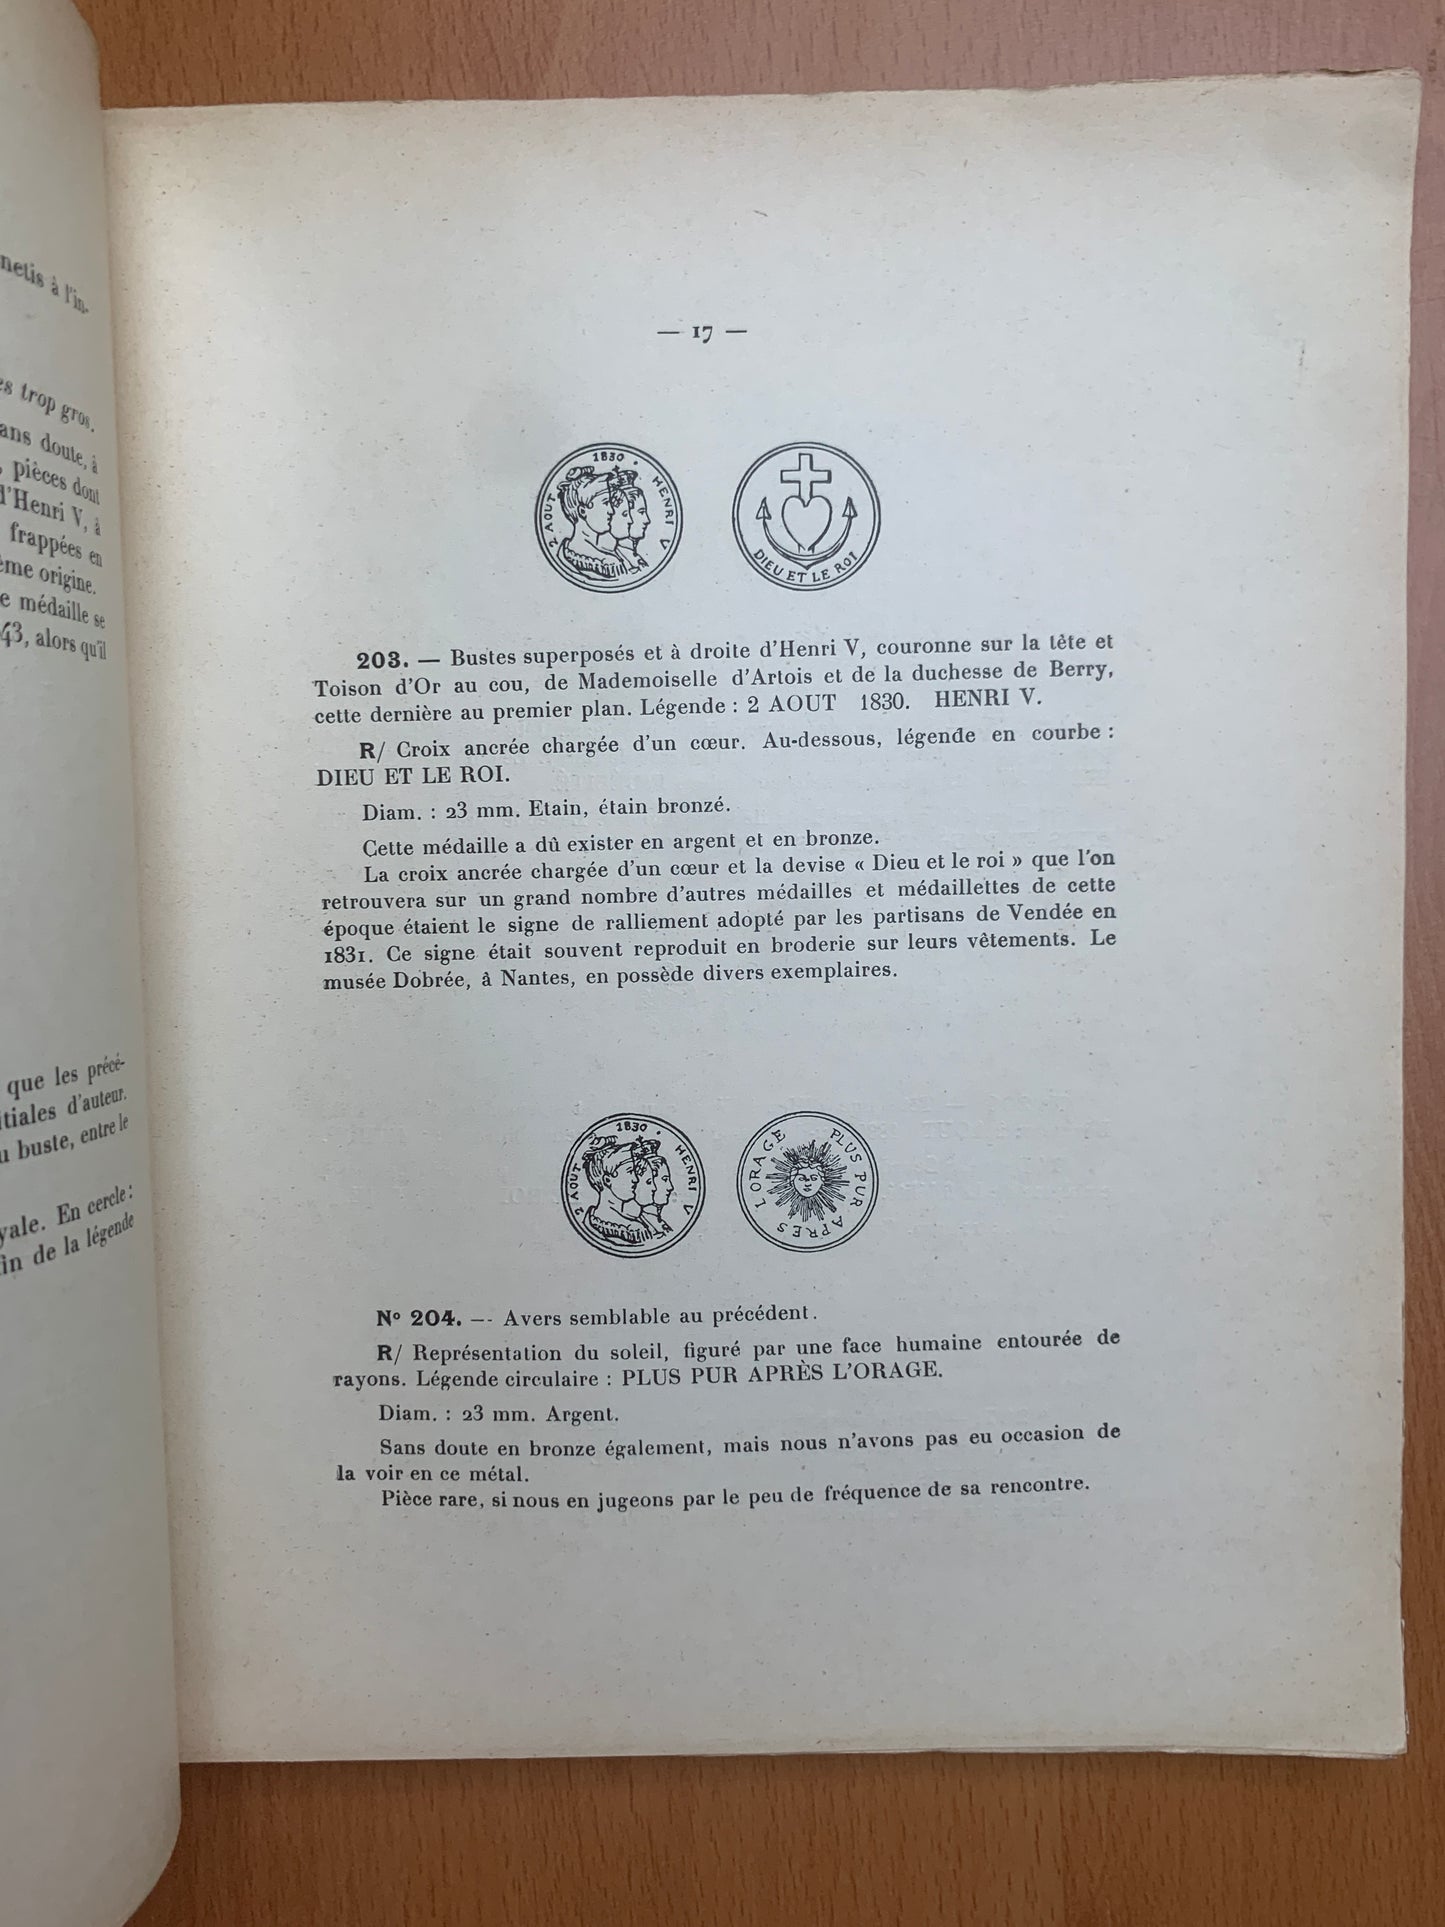 netis à l'in-
trop gros.
doute, à
pièces dont
d'Henri V, à
frappées en
origine.
médaille se
43, alors qu'il
que les précé-
d'auteur.
buste, entre le
En cercle :
de la légende
— 17 —
2 AOUT 1830 . HENRI V
DIEU ET LE ROI
203. — Bustes superposés et à droite d'Henri V, couronne sur la tête et
Toison d'Or au cou, de Mademoiselle d'Artois et de la duchesse de Berry,
cette dernière au premier plan. Légende : 2 AOUT 1830. HENRI V.
R/ Croix ancrée chargée d'un cœur. Au-dessous, légende en courbe :
DIEU ET LE ROI.
Diam. : 23 mm. Etain, étain bronzé.
Cette médaille a dû exister en argent et en bronze.
La croix ancrée chargée d'un cœur et la devise « Dieu et le roi » que l'on
retrouvera sur un grand nombre d'autres médailles et médaillettes de cette
époque étaient le signe de ralliement adopté par les partisans de Vendée en
1831. Ce signe était souvent reproduit en broderie sur leurs vêtements. Le
musée Dobrée, à Nantes, en possède divers exemplaires.
2 AOUT 1830 . HENRI V
PLUS PUR APRES L ORAGE
Nº 204. — Avers semblable au précédent.
R/ Représentation du soleil, figuré par une face humaine entourée de
rayons. Légende circulaire : PLUS PUR APRÈS L'ORAGE.
Diam. : 23 mm. Argent.
Sans doute en bronze également, mais nous n'avons pas eu occasion de
la voir en ce métal.
Pièce rare, si nous en jugeons par le peu de fréquence de sa rencontre.